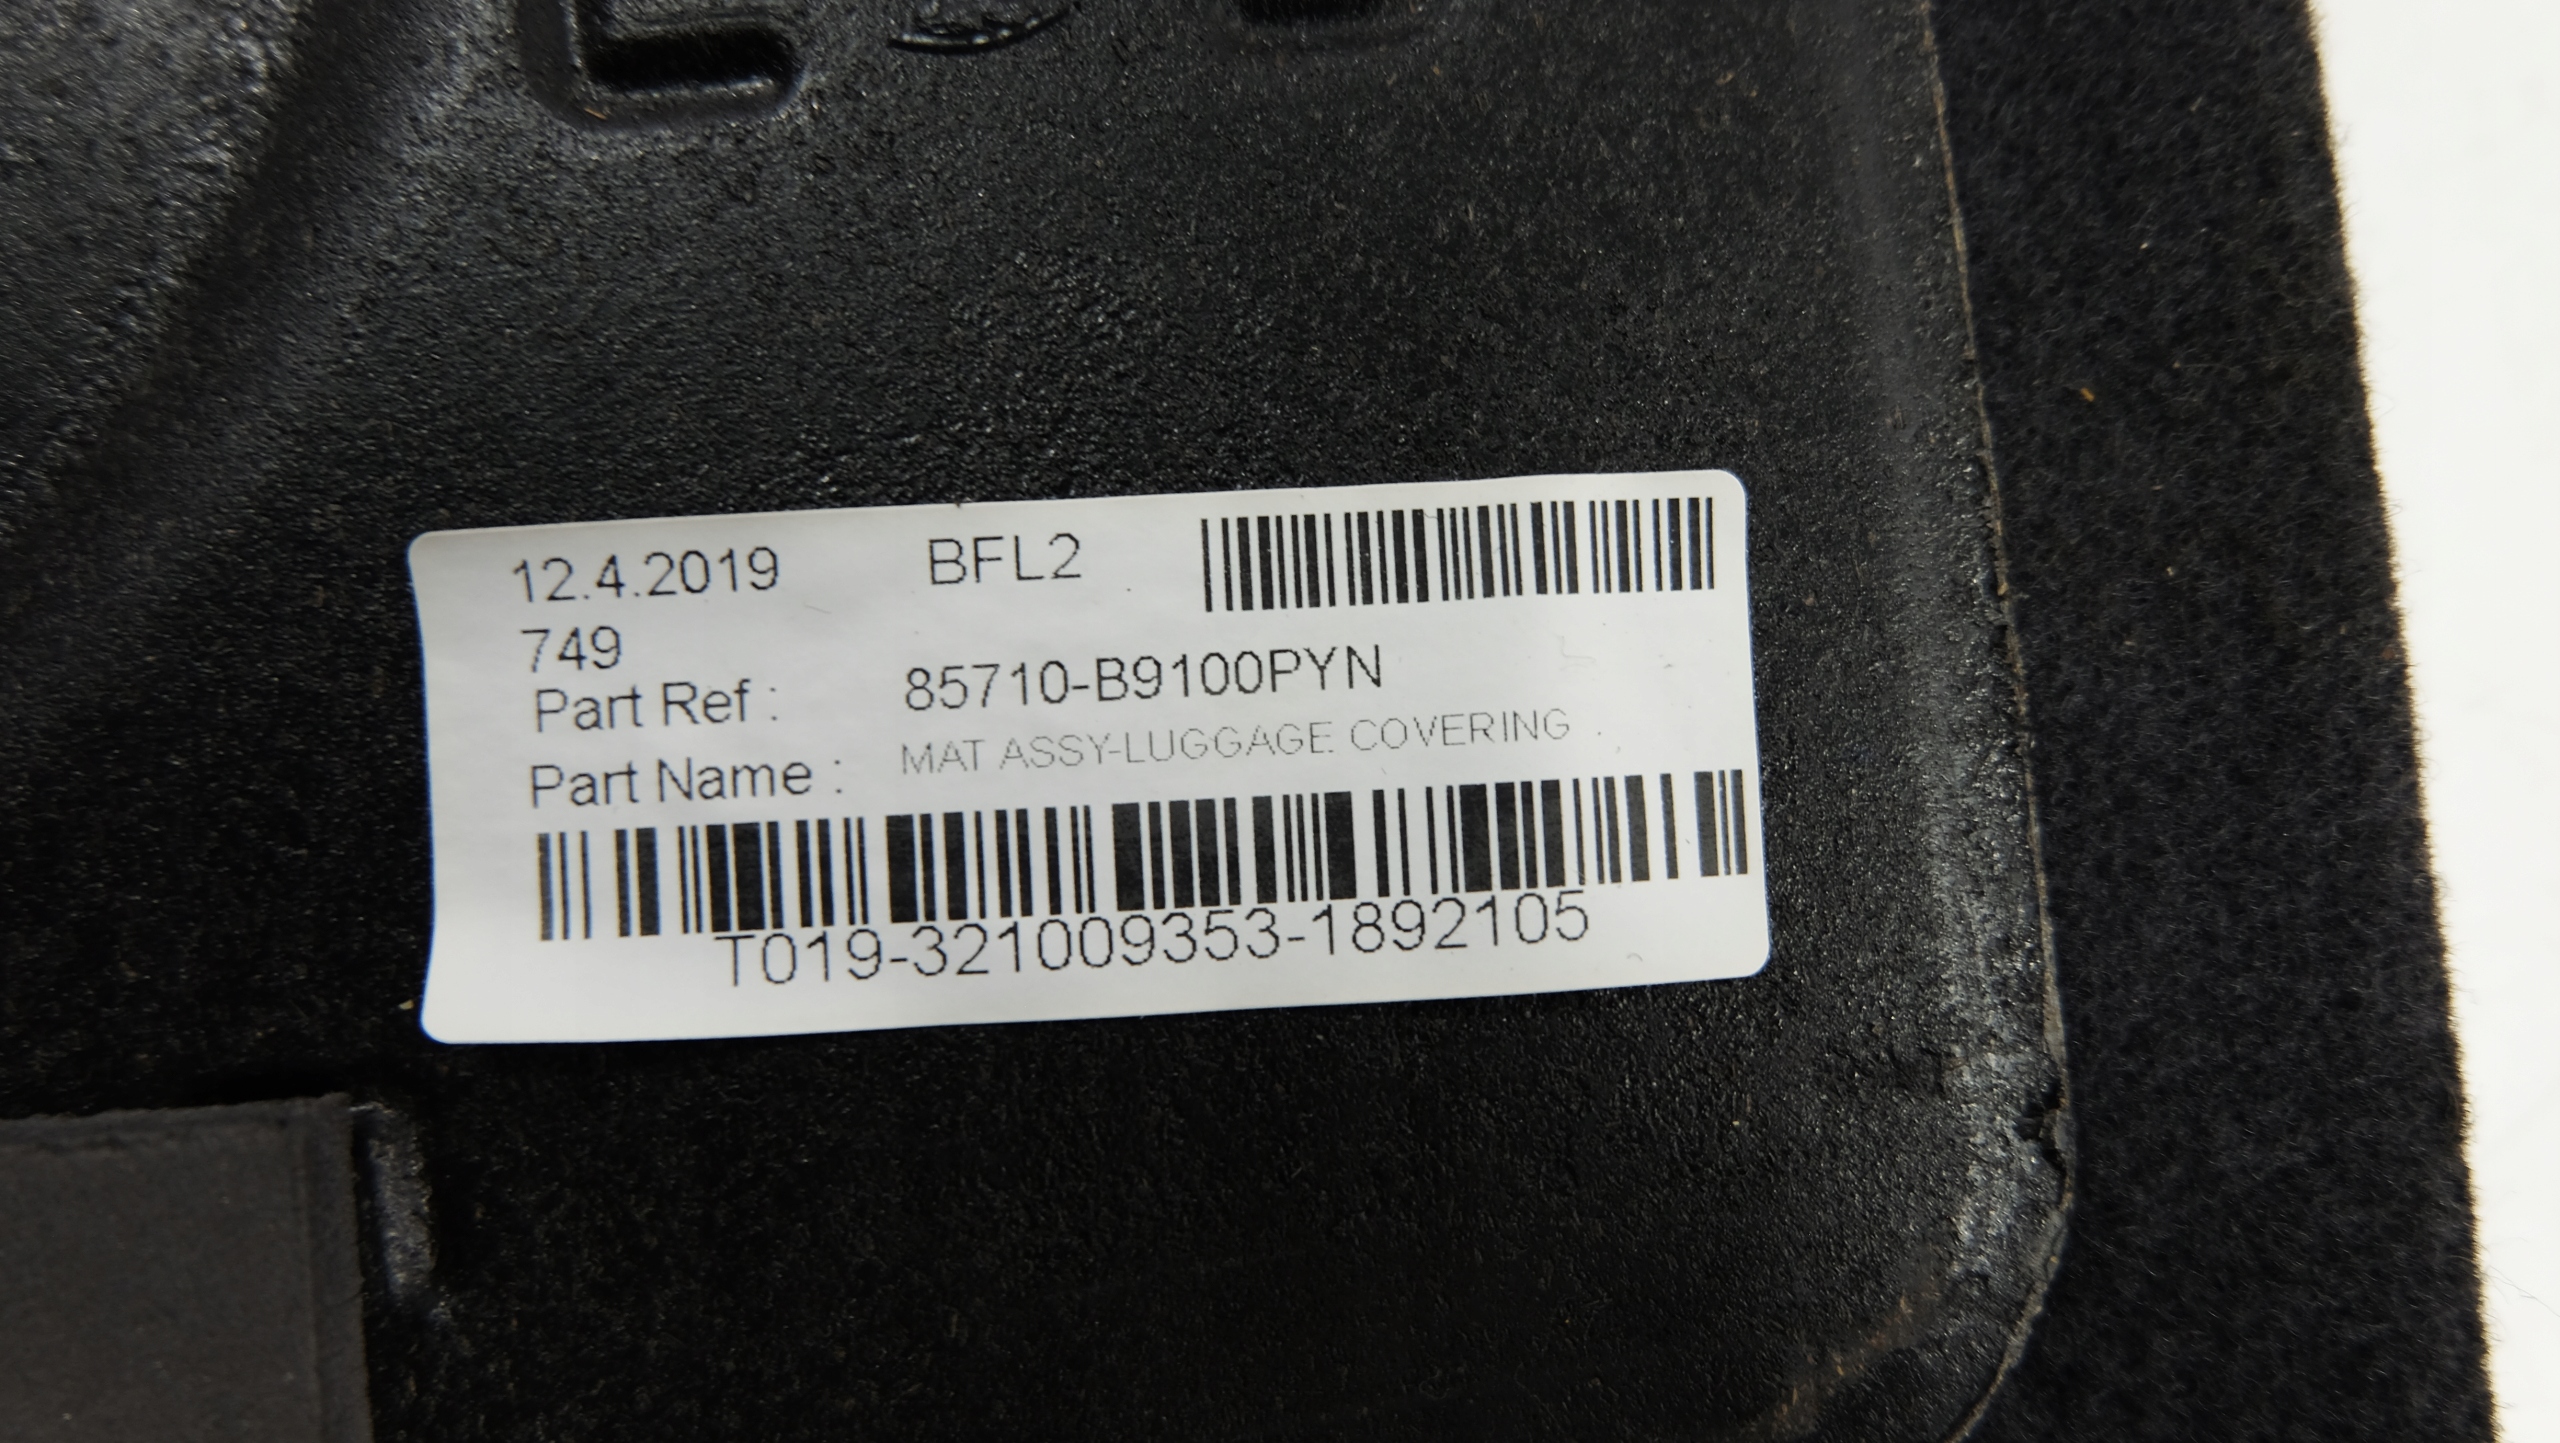 12.4.2019 BFL2
749
Part Ref : 85710-B9100PYN
Part Name : MAT ASSY-LUGGAGE COVERING
T019-321009353-1892105